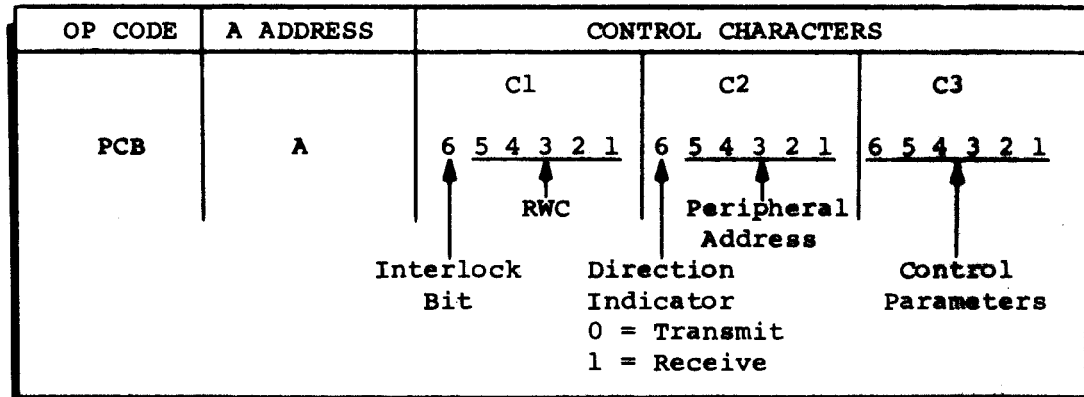 OP CODE A ADDRESS CONTROL CHARACTERS
C1 C2 C3
PCB A 6 5 4 3 2 1 6 5 4 3 2 1 6 5 4 3 2 1
RWC Peripheral
Address
Interlock Direction Control
Bit Indicator Parameters
0 = Transmit
1 = Receive